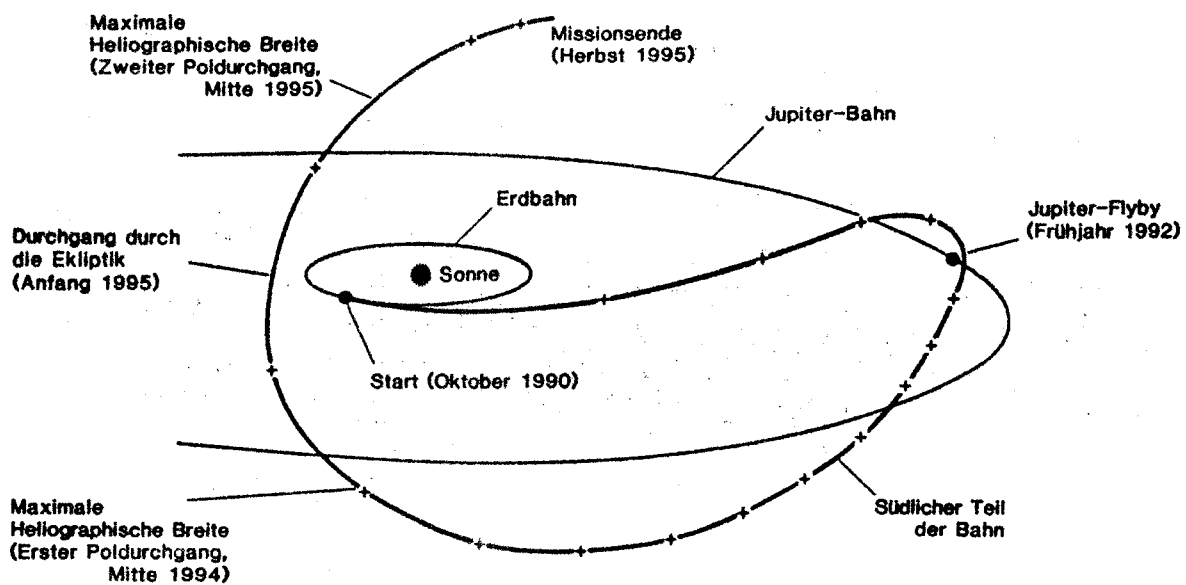 Maximale
Heliographische Breite
(Zweiter Poldurchgang,
Mitte 1995)
Missionsende
(Herbst 1995)
Jupiter-Bahn
Erdbahn
Jupiter-Flyby
(Frühjahr 1992)
Durchgang durch
die Ekliptik
(Anfang 1995)
Sonne
Start (Oktober 1990)
Maximale
Heliographische Breite
(Erster Poldurchgang,
Mitte 1994)
Südlicher Teil
der Bahn